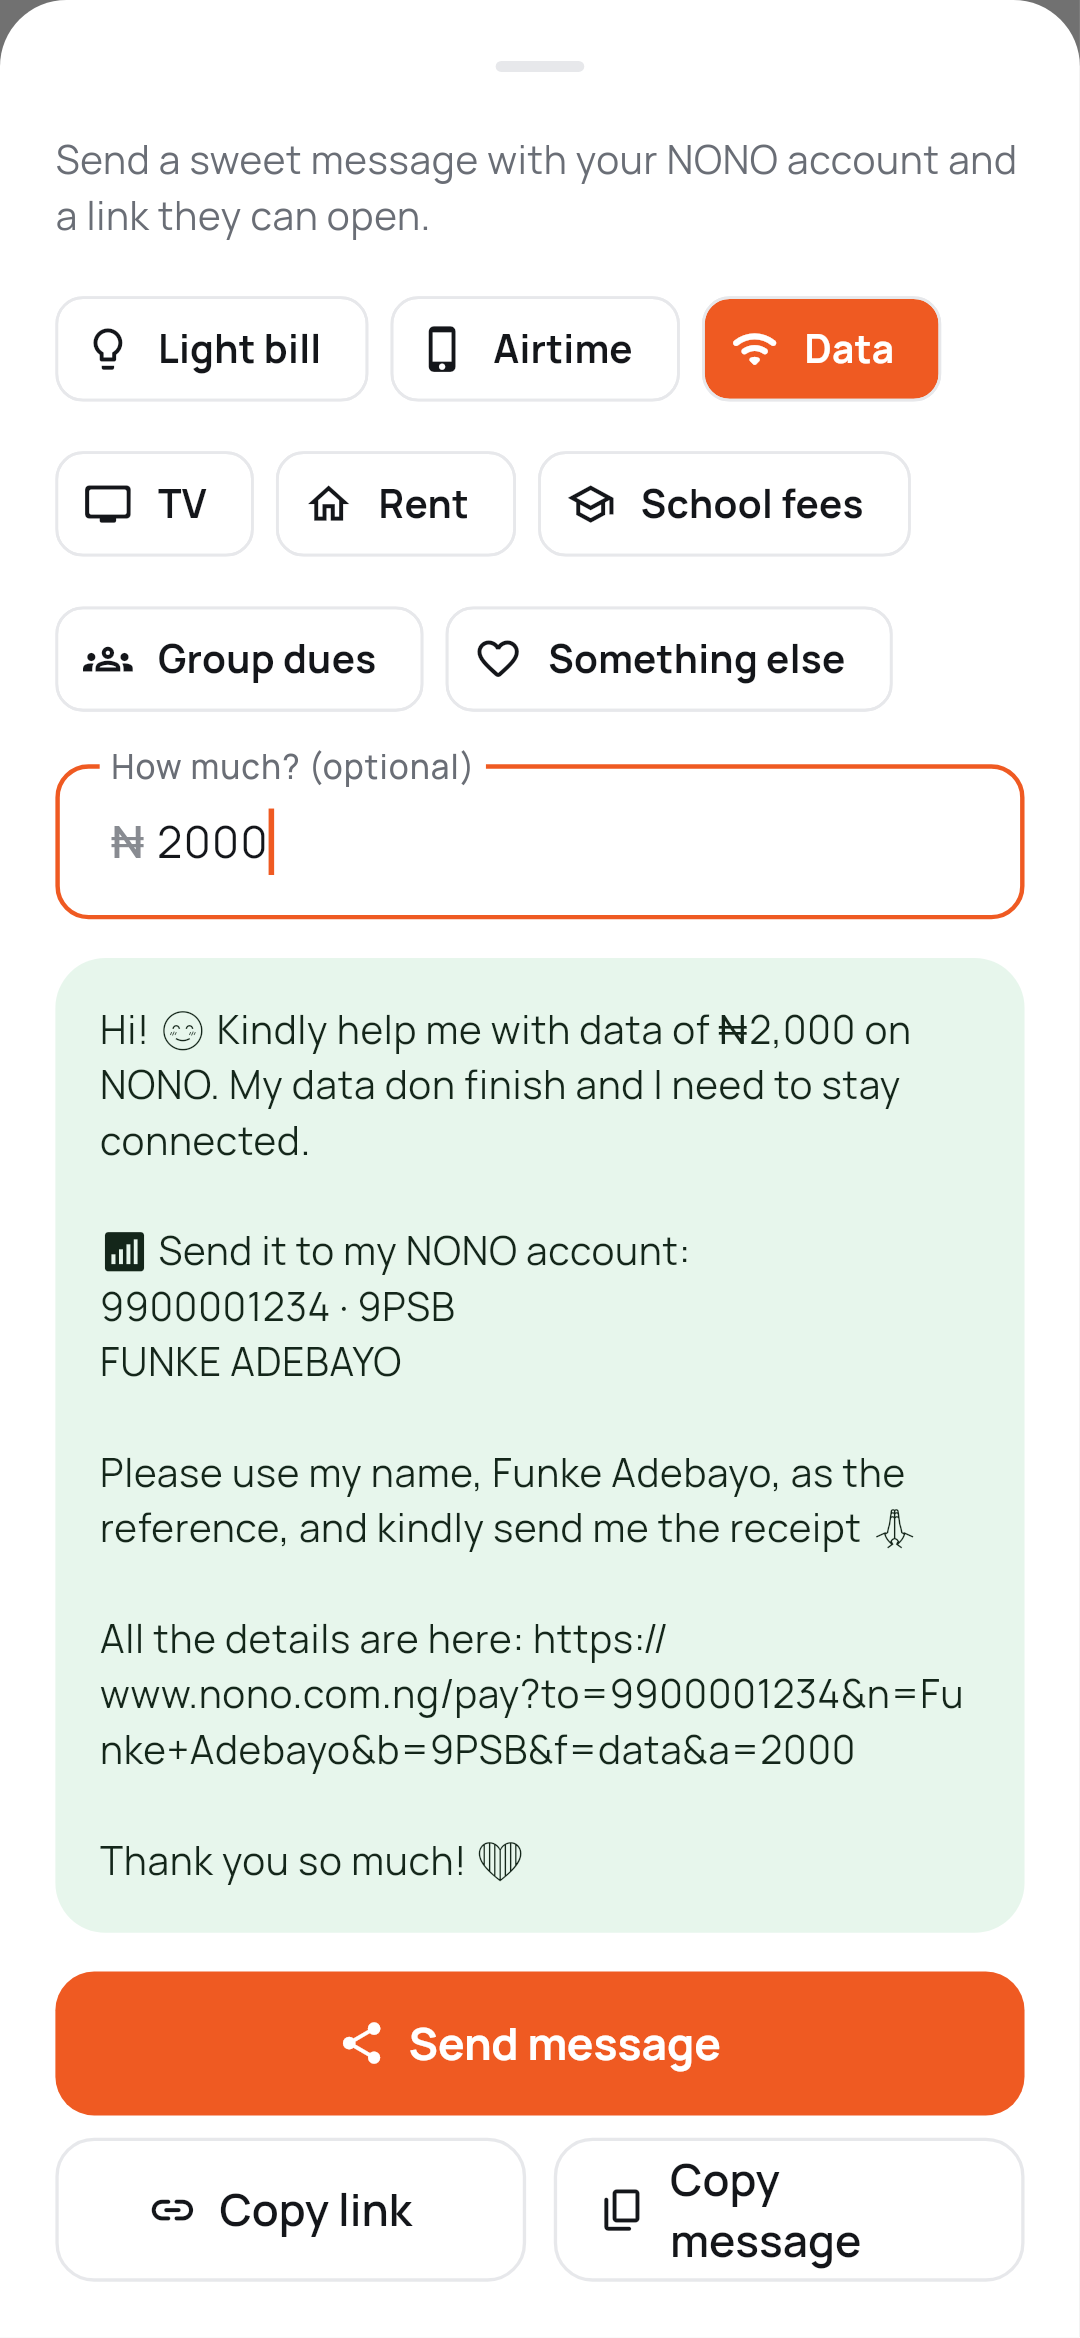 Send a sweet message with your NONO account and
a link they can open.
Light bill
Airtime
Data
TV
Rent
School fees
Group dues
Something else
How much? (optional)
₦ 2000
Hi! 😊 Kindly help me with data of ₦2,000 on
NONO. My data don finish and I need to stay
connected.
📶 Send it to my NONO account:
9900001234 · 9PSB
FUNKE ADEBAYO
Please use my name, Funke Adebayo, as the
reference, and kindly send me the receipt 🙏
All the details are here: https://
www.nono.com.ng/pay?to=9900001234&n=Fu
nke+Adebayo&b=9PSB&f=data&a=2000
Thank you so much! 🧡
Send message
Copy link
Copy
message